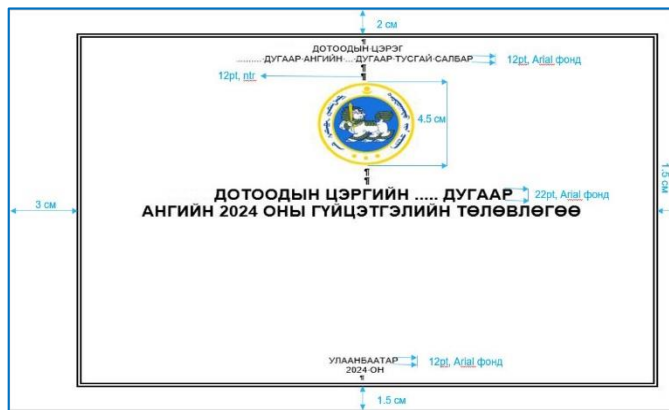 2 см
¶
ДОТООДЫН ЦЭРЭГ
.......... ДУГААР АНГИЙН ... ДУГААР ТУСГАЙ САЛБАР
12pt, Arial фонд
¶
12pt, ntr
¶
4.5 см
¶
¶
ДОТООДЫН ЦЭРГИЙН ..... ДУГААР
22pt, Arial фонд
АНГИЙН 2024 ОНЫ ГҮЙЦЭТГЭЛИЙН ТӨЛӨВЛӨГӨӨ
3 см
1.5 см
УЛААНБААТАР
12pt, Arial фонд
2024 ОН
¶
1.5 см